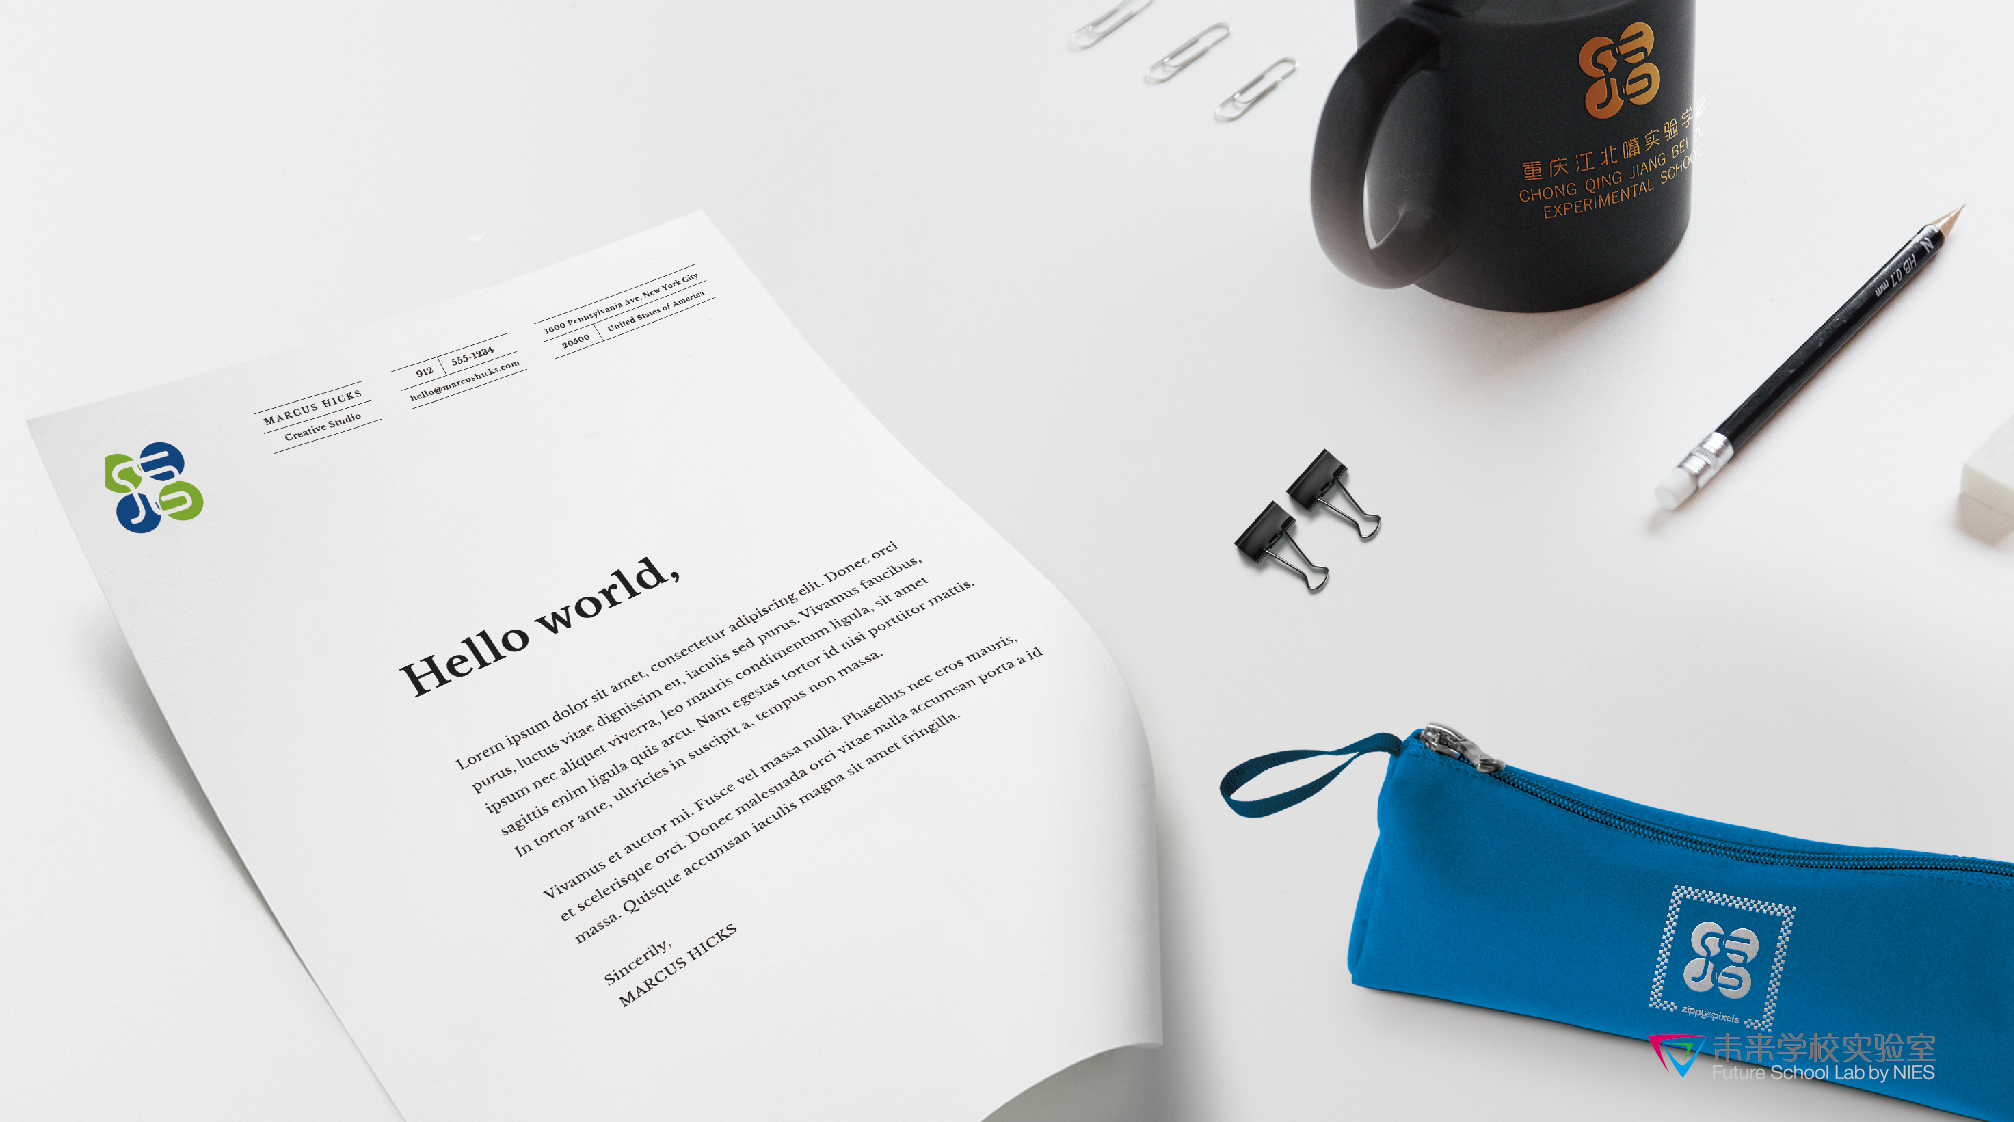 MARCUS HICKS
Creative Studio
912 555-1234
hello@marcushicks.com
1600 Pennsylvania Ave, New York City
20500 United States of America
Hello world,
Lorem ipsum dolor sit amet, consectetur adipiscing elit. Donec orci
purus, luctus vitae dignissim eu, iaculis sed purus. Vivamus faucibus,
ipsum nec aliquet viverra, leo mauris condimentum ligula, sit amet
sagittis enim ligula quis arcu. Nam egestas tortor id nisi porttitor mattis.
In tortor ante, ultricies in suscipit a, tempus non massa.
Vivamus et auctor mi. Fusce vel massa nulla. Phasellus nec eros mauris,
et scelerisque orci. Donec malesuada orci vitae nulla accumsan porta a id
massa. Quisque accumsan iaculis magna sit amet fringilla.
Sincerily,
MARCUS HICKS
重庆江北嘴实验学
CHONG QING JIANG BEI
EXPERIMENTAL SCHOOL
HB 0.7 mm
zippypixels
未来学校实验室
Future School Lab by NIES